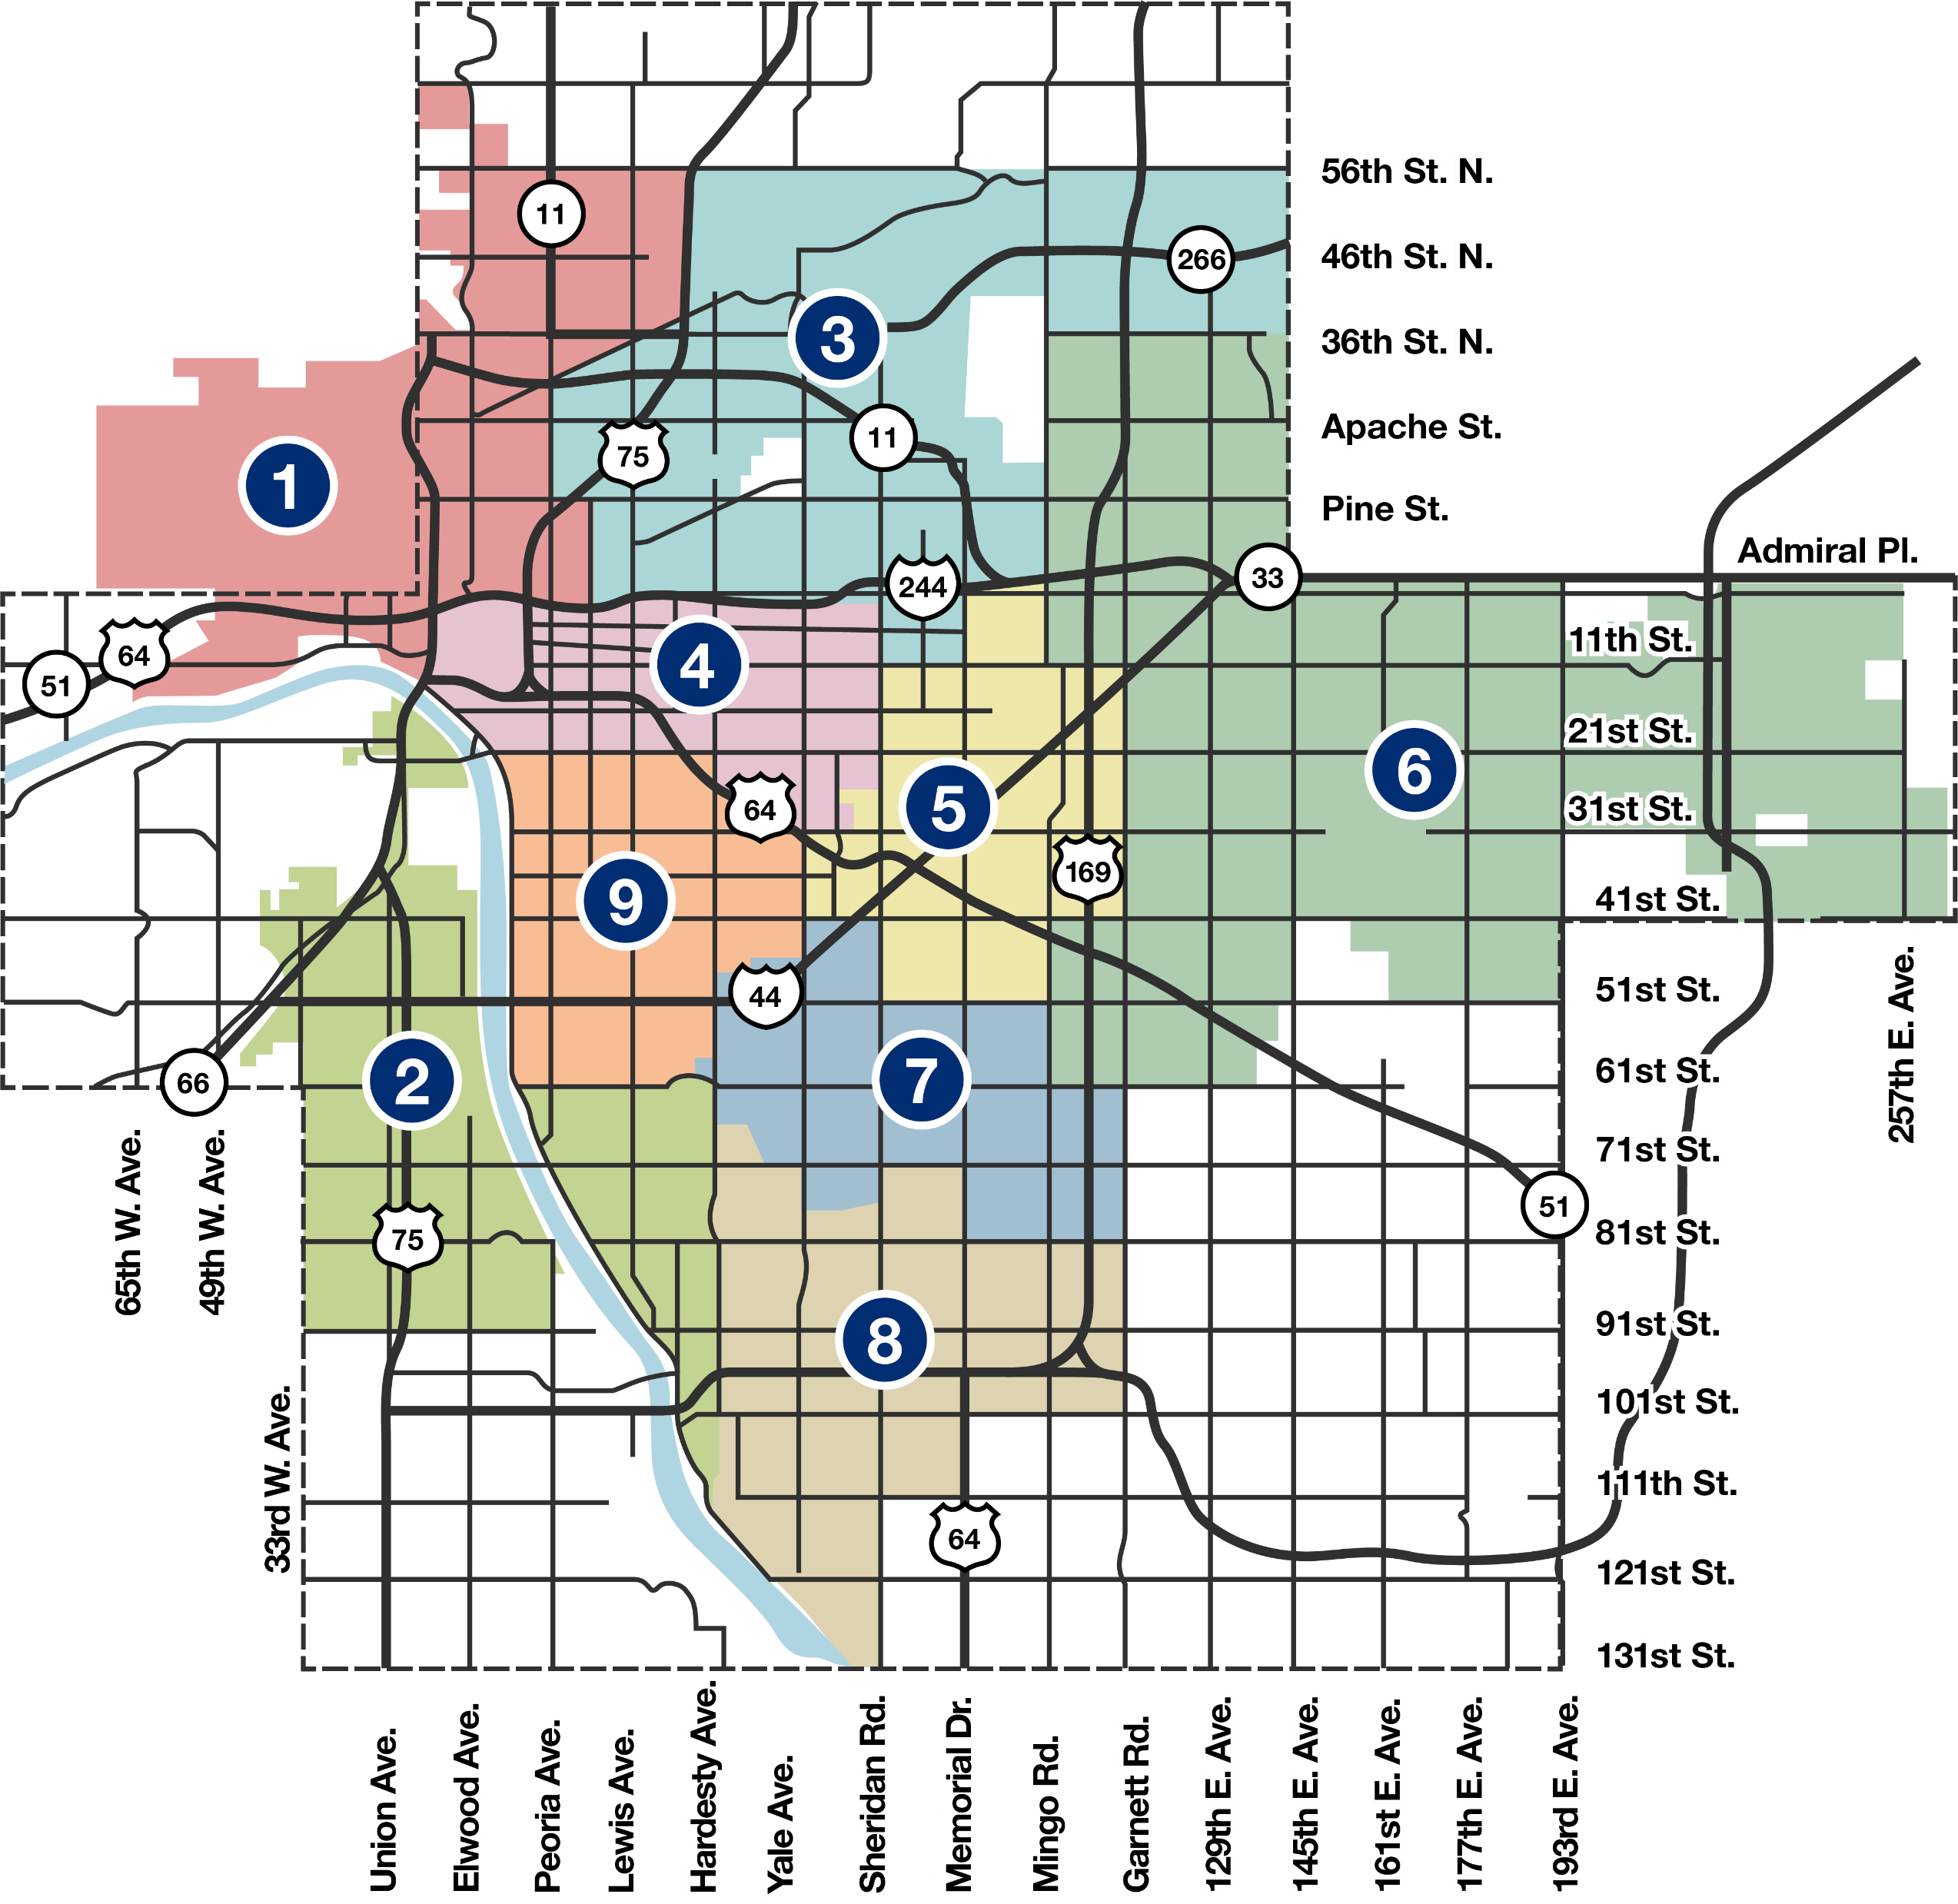 56th St. N.
11
266
46th St. N.
3
36th St. N.
Apache St.
11
75
1
Pine St.
Admiral Pl.
33
244
11th St.
64
4
51
21st St.
6
5
31st St.
64
169
9
41st St.
44
51st St.
61st St.
66
2
7
257th E. Ave.
71st St.
65th W. Ave.
49th W. Ave.
51
75
81st St.
91st St.
8
101st St.
33rd W. Ave.
111th St.
64
121st St.
131st St.
Union Ave.
Elwood Ave.
Peoria Ave.
Lewis Ave.
Hardesty Ave.
Yale Ave.
Sheridan Rd.
Memorial Dr.
Mingo Rd.
Garnett Rd.
129th E. Ave.
145th E. Ave.
161st E. Ave.
177th E. Ave.
193rd E. Ave.